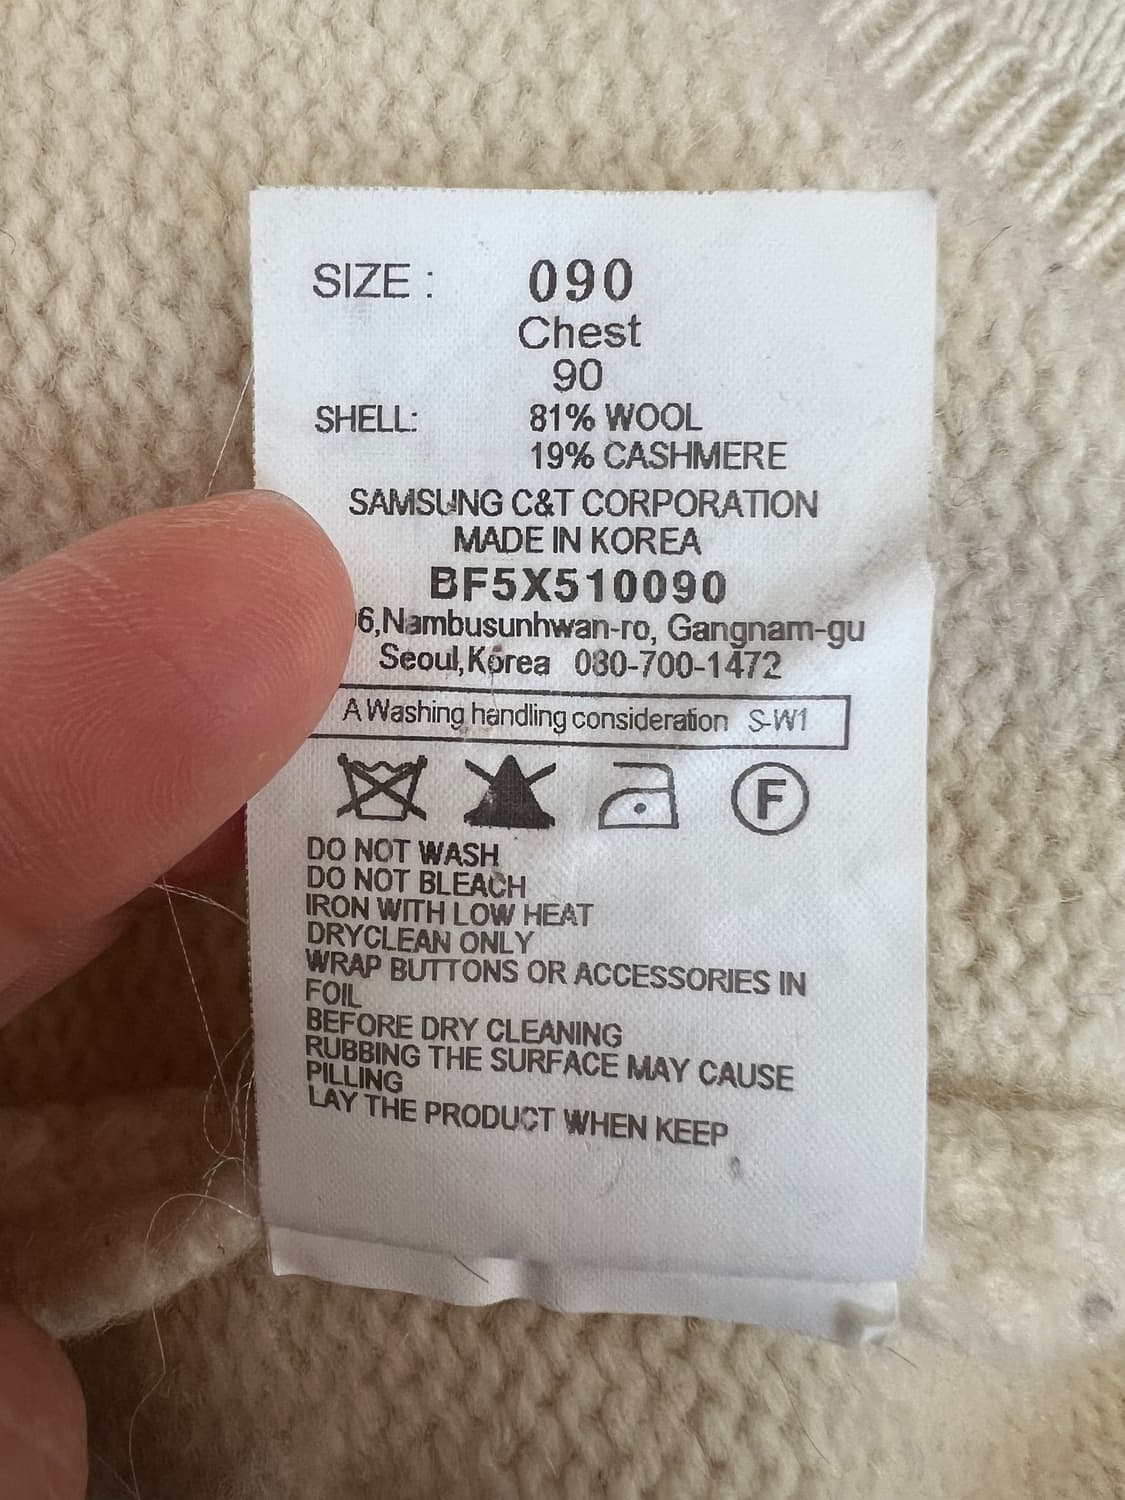 SIZE : 090
Chest
90
SHELL: 81% WOOL
19% CASHMERE
SAMSUNG C&T CORPORATION
MADE IN KOREA
BF5X510090
6,Nambusunhwan-ro, Gangnam-gu
Seoul,Korea 080-700-1472
A Washing handling consideration S-W1
F
DO NOT WASH
DO NOT BLEACH
IRON WITH LOW HEAT
DRYCLEAN ONLY
WRAP BUTTONS OR ACCESSORIES IN
FOIL
BEFORE DRY CLEANING
RUBBING THE SURFACE MAY CAUSE
PILLING
LAY THE PRODUCT WHEN KEEP